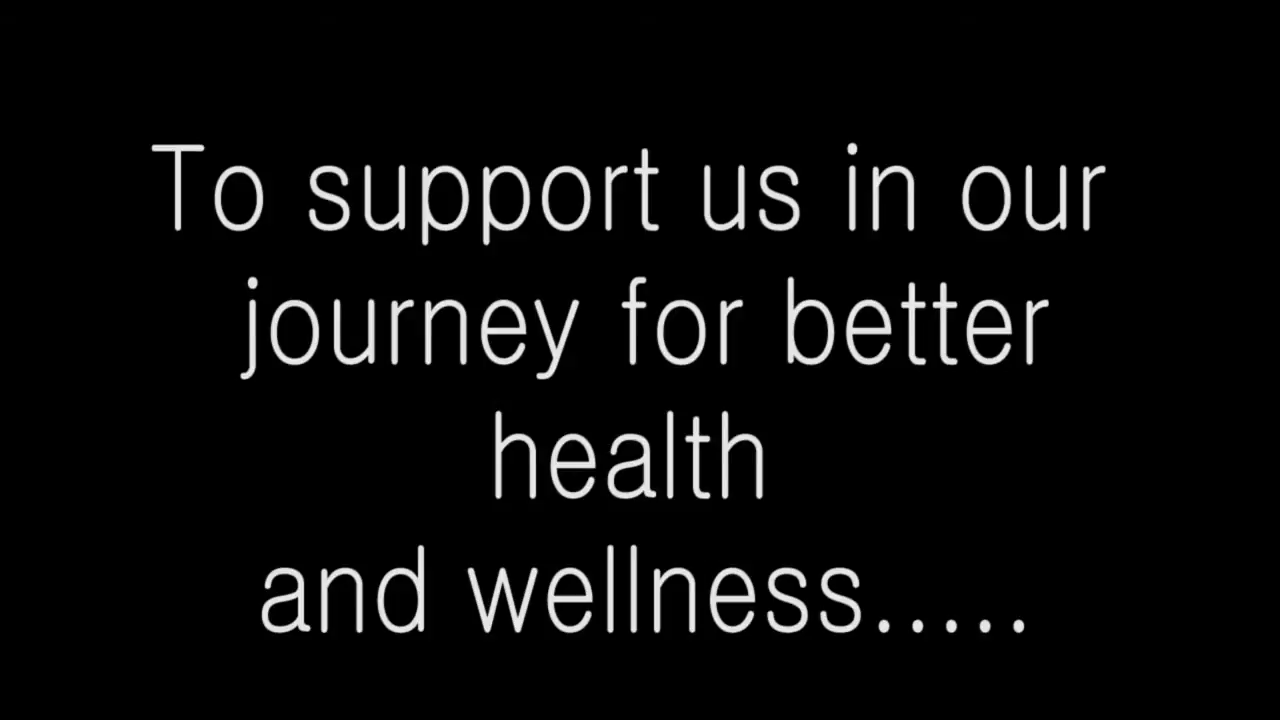 To support us in our
journey for better
health
and wellness.....